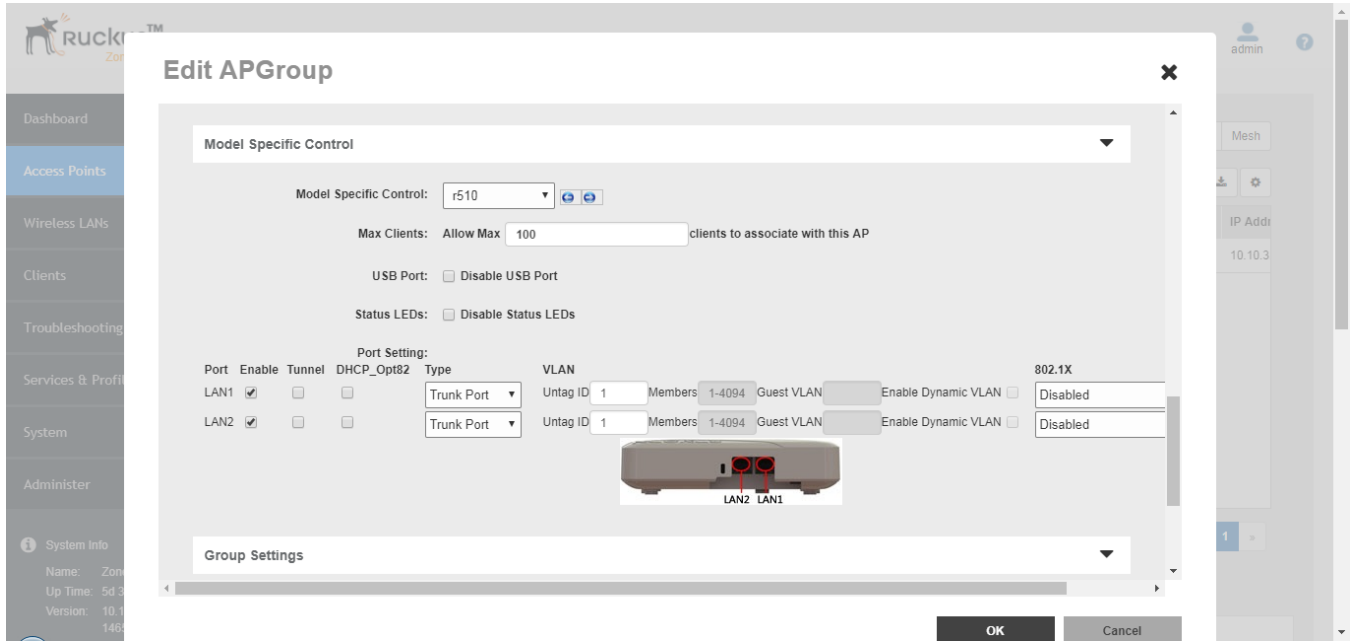 Ruckus™
admin
Edit APGroup
Dashboard
Mesh
Model Specific Control
Access Points
Model Specific Control: r510
Wireless LANs
IP Addr
Max Clients: Allow Max 100 clients to associate with this AP
10.10.3
Clients
USB Port: Disable USB Port
Status LEDs: Disable Status LEDs
Troubleshooting
Port Setting:
Port Enable Tunnel DHCP_Opt82 Type VLAN 802.1X
Services & Profil
LAN1 Trunk Port Untag ID 1 Members 1-4094 Guest VLAN Enable Dynamic VLAN Disabled
LAN2 Trunk Port Untag ID 1 Members 1-4094 Guest VLAN Enable Dynamic VLAN Disabled
System
Administer
LAN2 LAN1
System Info
1
Group Settings
Name: Zon
Up Time: 5d 3
Version: 10.1
146
OK
Cancel